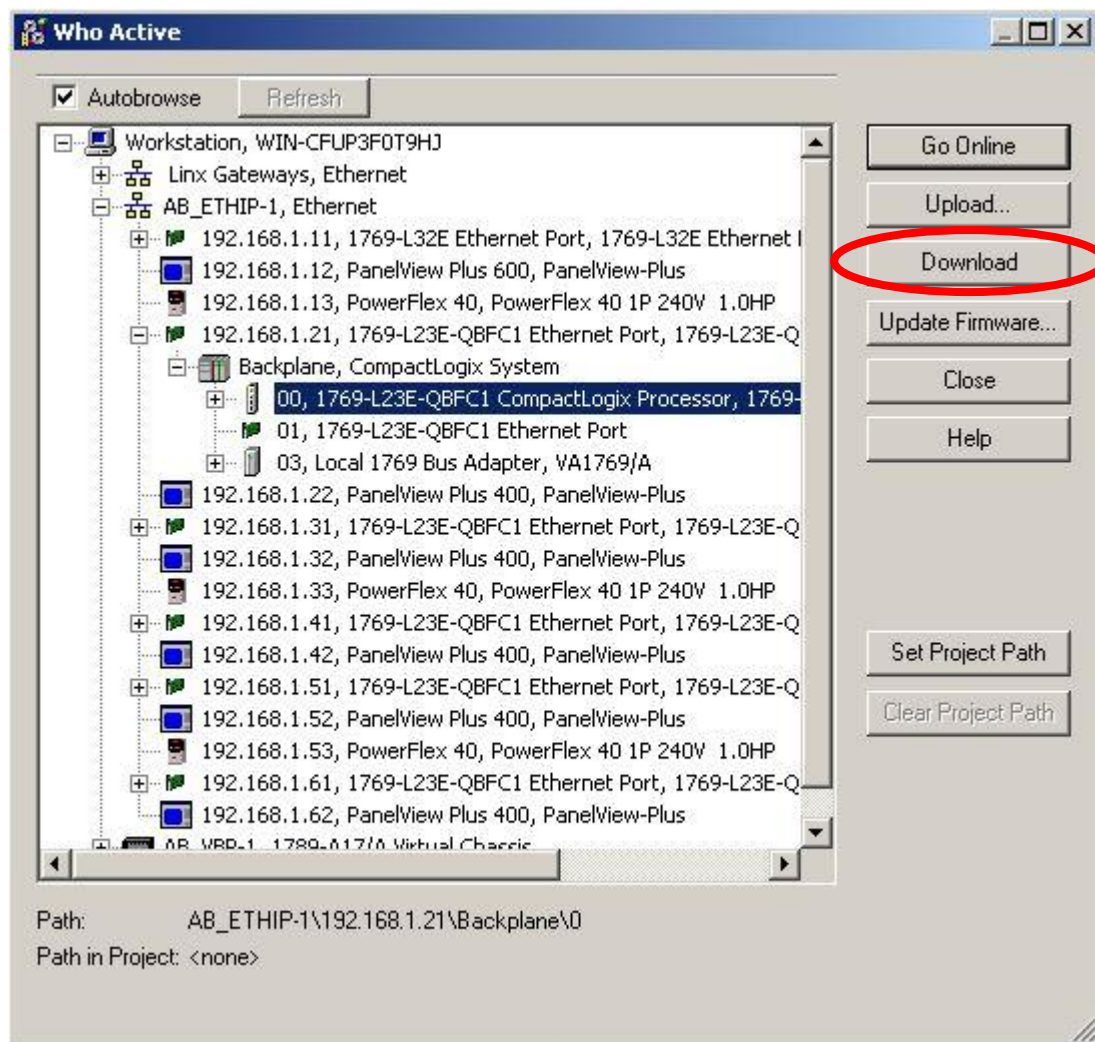 Who Active
Autobrowse
Refresh
Workstation, WIN-CFUP3F0T9HJ
Linx Gateways, Ethernet
AB_ETHIP-1, Ethernet
192.168.1.11, 1769-L32E Ethernet Port, 1769-L32E Ethernet
192.168.1.12, PanelView Plus 600, PanelView-Plus
192.168.1.13, PowerFlex 40, PowerFlex 40 1P 240V 1.0HP
192.168.1.21, 1769-L23E-QBFC1 Ethernet Port, 1769-L23E-Q
Backplane, CompactLogix System
00, 1769-L23E-QBFC1 CompactLogix Processor, 1769-
01, 1769-L23E-QBFC1 Ethernet Port
03, Local 1769 Bus Adapter, VA1769/A
192.168.1.22, PanelView Plus 400, PanelView-Plus
192.168.1.31, 1769-L23E-QBFC1 Ethernet Port, 1769-L23E-Q
192.168.1.32, PanelView Plus 400, PanelView-Plus
192.168.1.33, PowerFlex 40, PowerFlex 40 1P 240V 1.0HP
192.168.1.41, 1769-L23E-QBFC1 Ethernet Port, 1769-L23E-Q
192.168.1.42, PanelView Plus 400, PanelView-Plus
192.168.1.51, 1769-L23E-QBFC1 Ethernet Port, 1769-L23E-Q
192.168.1.52, PanelView Plus 400, PanelView-Plus
192.168.1.53, PowerFlex 40, PowerFlex 40 1P 240V 1.0HP
192.168.1.61, 1769-L23E-QBFC1 Ethernet Port, 1769-L23E-Q
192.168.1.62, PanelView Plus 400, PanelView-Plus
AB_VBP-1, 1789-A17/A Virtual Chassis
Go Online
Upload...
Download
Update Firmware...
Close
Help
Set Project Path
Clear Project Path
Path: AB_ETHIP-1\192.168.1.21\Backplane\0
Path in Project: <none>